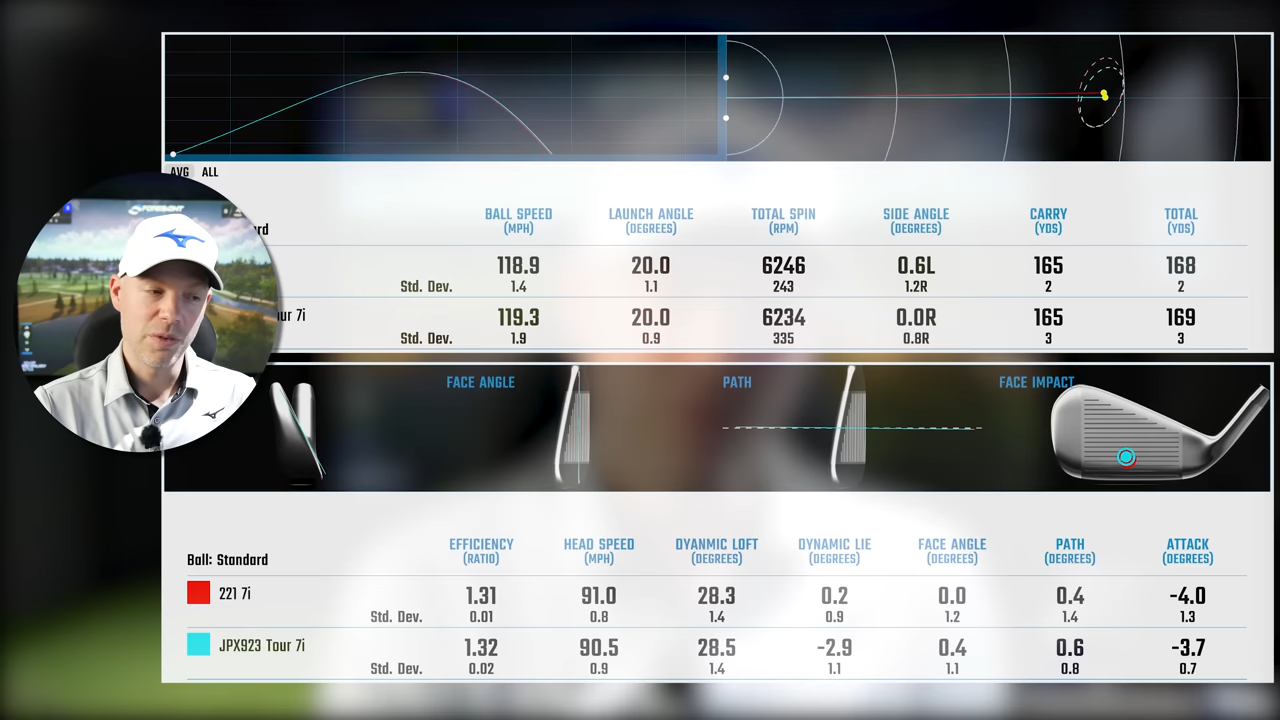 AVG ALL
BALL SPEED LAUNCH ANGLE TOTAL SPIN SIDE ANGLE CARRY TOTAL
(MPH) (DEGREES) (RPM) (DEGREES) (YDS) (YDS)
rd
118.9 20.0 6246 0.6L 165 168
Std. Dev. 1.4 1.1 243 1.2R 2 2
ur 7i
119.3 20.0 6234 0.0R 165 169
Std. Dev. 1.9 0.9 335 0.8R 3 3
FORESIGHT
FACE ANGLE PATH FACE IMPACT
EFFICIENCY HEAD SPEED DYANMIC LOFT DYNAMIC LIE FACE ANGLE PATH ATTACK
(RATIO) (MPH) (DEGREES) (DEGREES) (DEGREES) (DEGREES) (DEGREES)
Ball: Standard
221 7i 1.31 91.0 28.3 0.2 0.0 0.4 -4.0
Std. Dev. 0.01 0.8 1.4 0.9 1.2 1.4 1.3
JPX923 Tour 7i 1.32 90.5 28.5 -2.9 0.4 0.6 -3.7
Std. Dev. 0.02 0.9 1.4 1.1 1.1 0.8 0.7